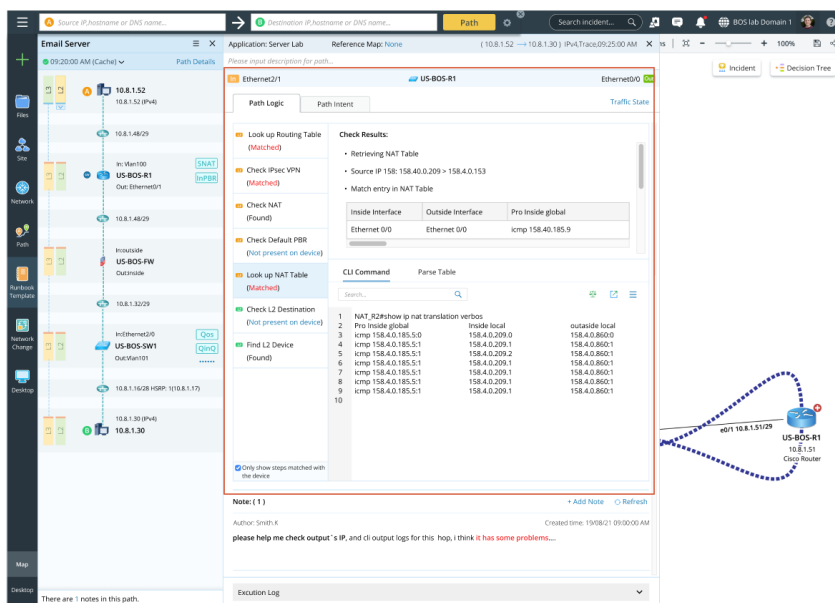 Source IP,hostname or DNS name...
Destination IP,hostname or DNS name...
Path
Search incident...
BOS lab Domain 1
Email Server
Application: Server Lab
Reference Map: None
( 10.8.1.52 → 10.8.1.30 ) IPv4,Trace,09:25:00 AM
100%
09:20:00 AM (Cache)
Path Details
Please input description for path...
Incident
Decision Tree
In
Ethernet2/1
US-BOS-R1
Ethernet0/0
Out
Path Logic
Path Intent
Traffic State
Files
Site
Network
Path
Runbook
Template
Network
Change
Desktop
Map
Desktop
L3
L2
A
10.8.1.52
10.8.1.52 (IPv4)
10.8.1.48/29
In: Vlan100
US-BOS-R1
Out: Ethernet0/1
SNAT
InPBR
10.8.1.48/29
In:outside
US-BOS-FW
Out:inside
10.8.1.32/29
In:Ethernet2/0
US-BOS-SW1
Out:Vlan101
Qos
QinQ
......
10.8.1.16/28 HSRP: 1(10.8.1.17)
10.8.1.30 (IPv4)
B
10.8.1.30
There are 1 notes in this path.
Look up Routing Table
(Matched)
Check IPsec VPN
(Matched)
Check NAT
(Found)
Check Default PBR
(Not present on device)
Look up NAT Table
(Matched)
Check L2 Destination
(Not present on device)
Find L2 Device
(Found)
Only show steps matched with
the device
Check Results:
• Retrieving NAT Table
• Source IP 158: 158.40.0.209 > 158.4.0.153
• Match entry in NAT Table
Inside Interface Outside Interface Pro Inside global
Ethernet 0/0 Ethernet 0/0 icmp 158.40.185.9
CLI Command
Parse Table
Search...
1 NAT_R2#show ip nat translation verbos
2 Pro Inside global Inside local outaside local
3 icmp 158.4.0.185.5:0 158.4.0.209.0 158.4.0.860:0
4 icmp 158.4.0.185.5:1 158.4.0.209.1 158.4.0.860:1
5 icmp 158.4.0.185.5:1 158.4.0.209.2 158.4.0.860:1
6 icmp 158.4.0.185.5:1 158.4.0.209.1 158.4.0.860:1
7 icmp 158.4.0.185.5:1 158.4.0.209.1 158.4.0.860:1
8 icmp 158.4.0.185.5:1 158.4.0.209.1 158.4.0.860:1
9 icmp 158.4.0.185.5:1 158.4.0.209.1 158.4.0.860:1
10
Note: ( 1 )
+ Add Note
Refresh
Author: Smith.K
Created time: 19/08/21 09:00:00 AM
please help me check output`s IP, and cli output logs for this hop, i think it has some problems....
Excution Log
e0/1 10.8.1.51/29
US-BOS-R1
10.8.1.51
Cisco Router